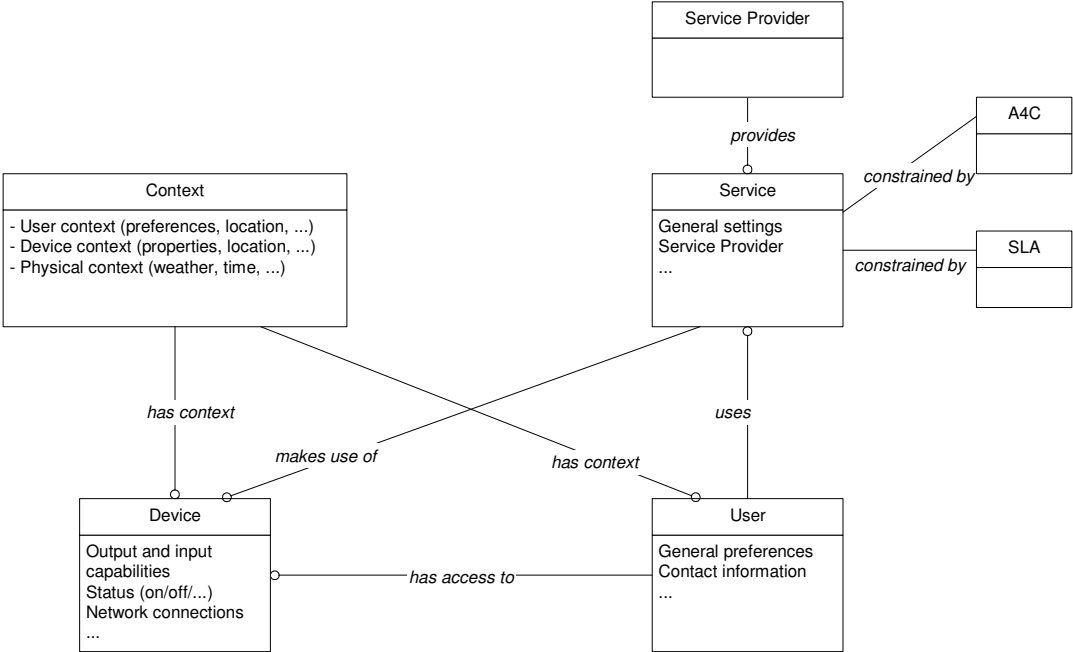 Service Provider
provides
A4C
constrained by
Context
- User context (preferences, location, ...)
- Device context (properties, location, ...)
- Physical context (weather, time, ...)
Service
General settings
Service Provider
...
SLA
constrained by
has context
makes use of
has context
uses
Device
Output and input
capabilities
Status (on/off/...)
Network connections
...
has access to
User
General preferences
Contact information
...